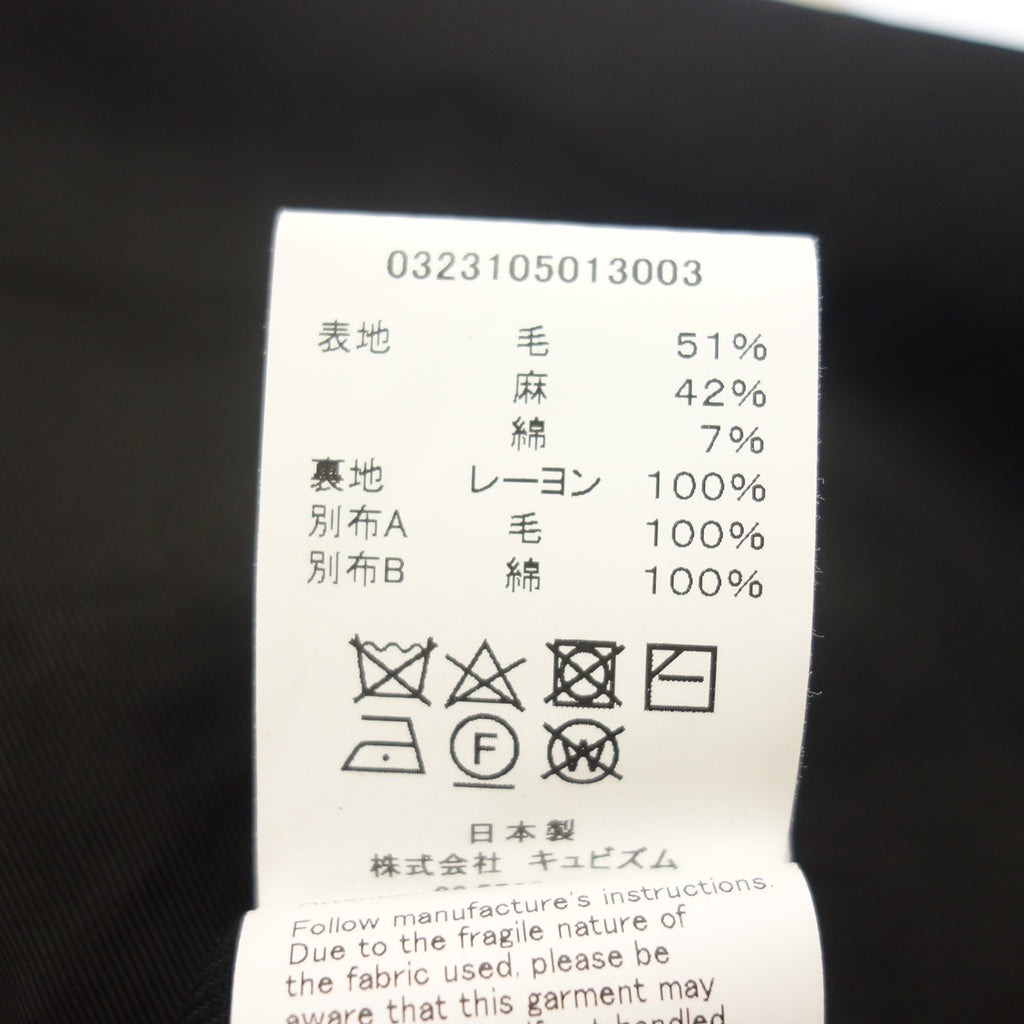 0323105013003
表地 毛 51%
麻 42%
綿 7%
裏地 レーヨン 100%
別布A 毛 100%
別布B 綿 100%
F
W
日本製
株式会社 キュビズム
Follow manufacture's instructions.
Due to the fragile nature of
the fabric used, please be
aware that this garment may
handled